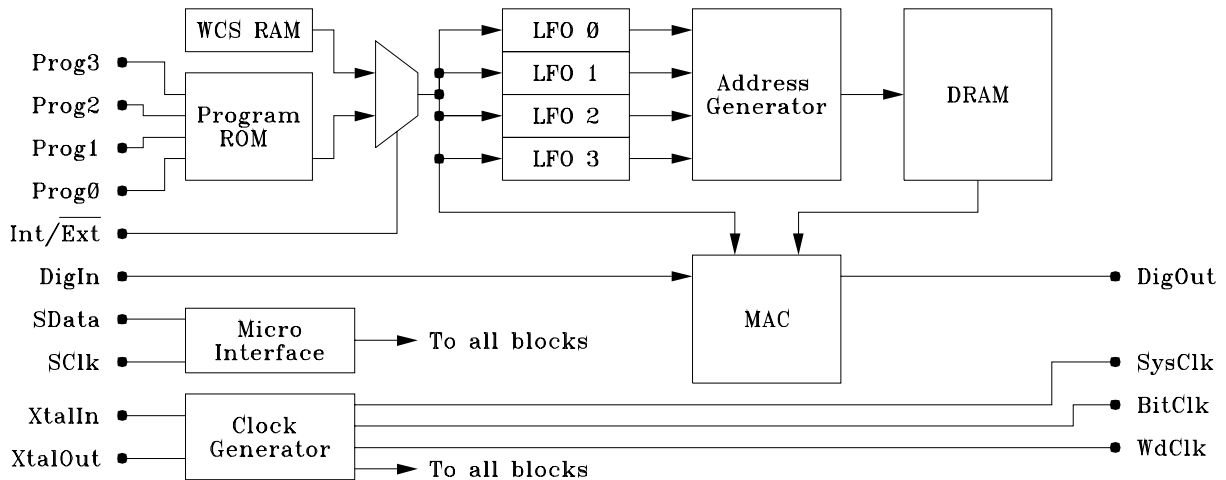 WCS RAM
Prog3
Prog2
Prog1
Prog0
Program
ROM
LFO 0
LFO 1
LFO 2
LFO 3
Address
Generator
DRAM
Int/Ext
DigIn
MAC
DigOut
SData
SClk
Micro
Interface
To all blocks
XtalIn
XtalOut
Clock
Generator
To all blocks
SysClk
BitClk
WdClk